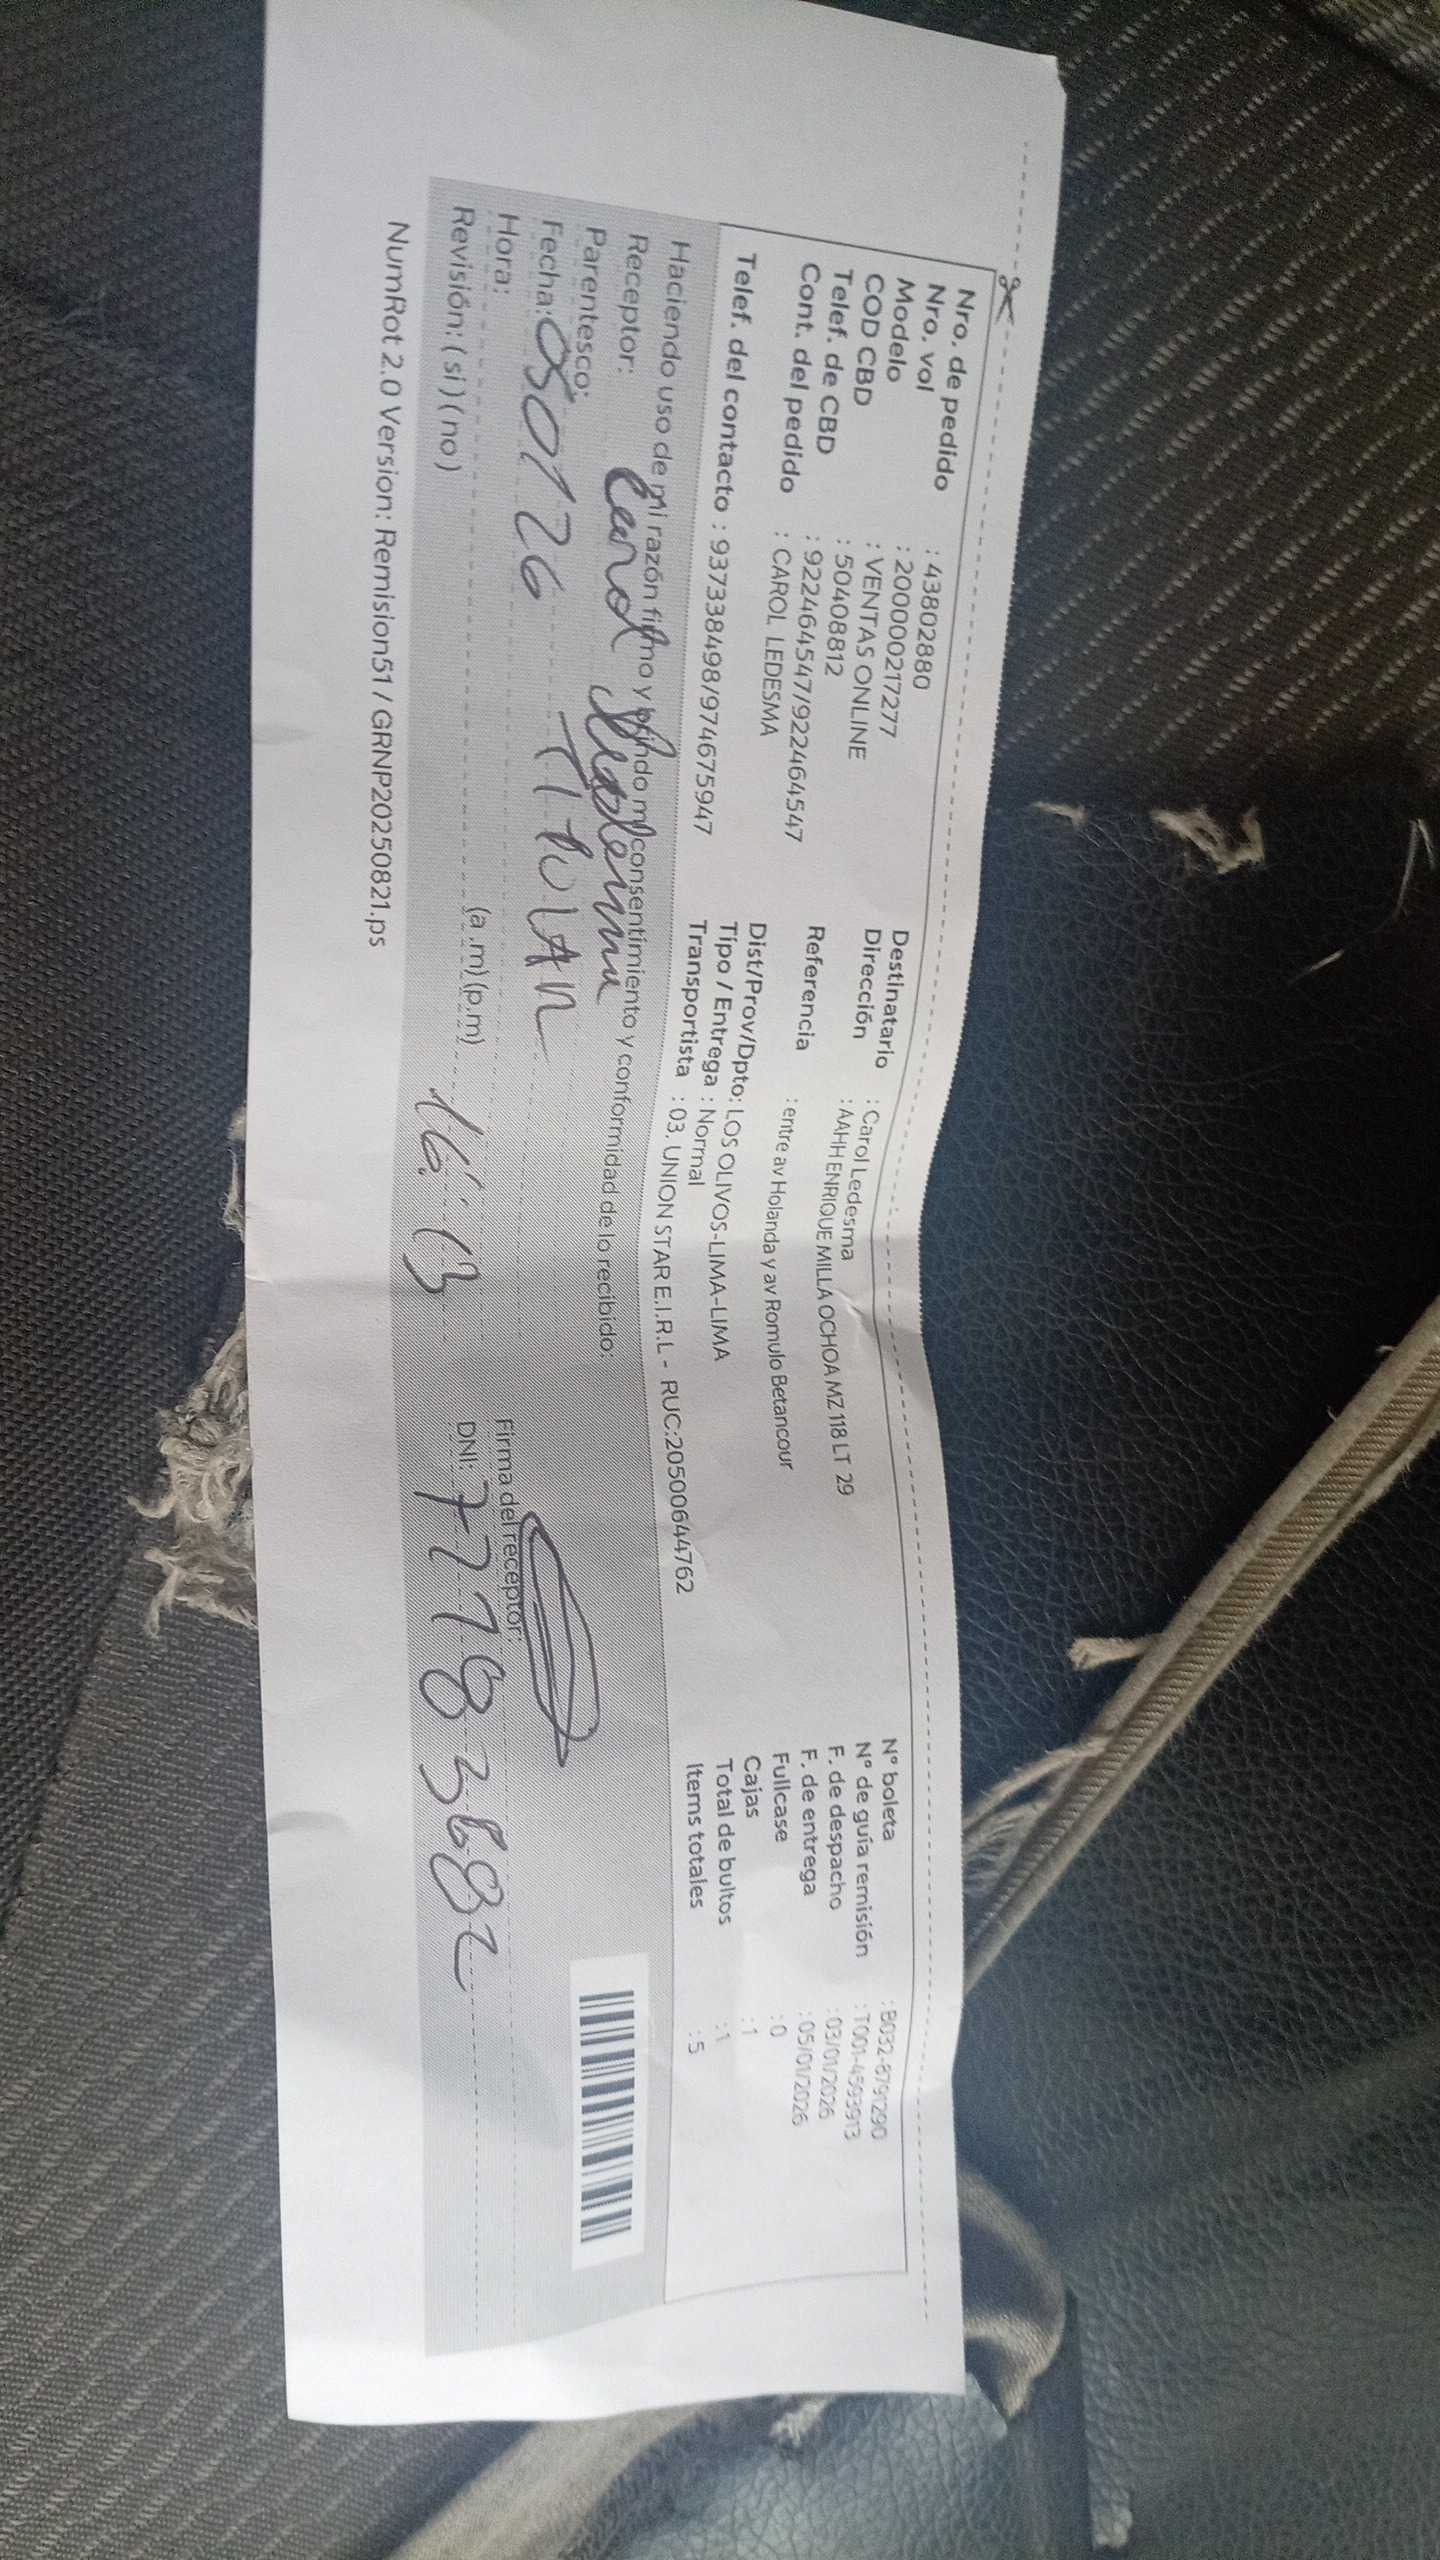 Nro. de pedido : 43802880
Nro. vol : 200000217277
Modelo : VENTAS ONLINE
COD CBD : 50408812
Telef. de CBD : 922464547/922464547
Cont. del pedido : CAROL LEDESMA
Telef. del contacto : 937338498/974675947
Destinatario : Carol Ledesma
Dirección : AAHH ENRIQUE MILLA OCHOA MZ 118 LT 29
Referencia : entre av Holanda y av Romulo Betancour
Dist/Prov/Dpto: LOS OLIVOS-LIMA-LIMA
Tipo / Entrega : Normal
Transportista : 03. UNION STAR E.I.R.L - RUC:20500644762
Nº boleta : B032-8791290
Nº de guía remisión : T001-4593913
F. de despacho : 03/01/2026
F. de entrega : 05/01/2026
Fullcase : 0
Cajas : 1
Total de bultos : 1
Items totales : 5
Haciendo uso de mi razón firmo y brindo mi consentimiento y conformidad de lo recibido:
Receptor: Carol Ledesma
Parentesco: TITULAR
Fecha: 050126
Hora: (a.m) (p.m) 16:13
Revisión: (si) (no)
Firma del receptor:
DNI: 77183682
NumRot 2.0 Version: Remision51 / GRNP20250821.ps